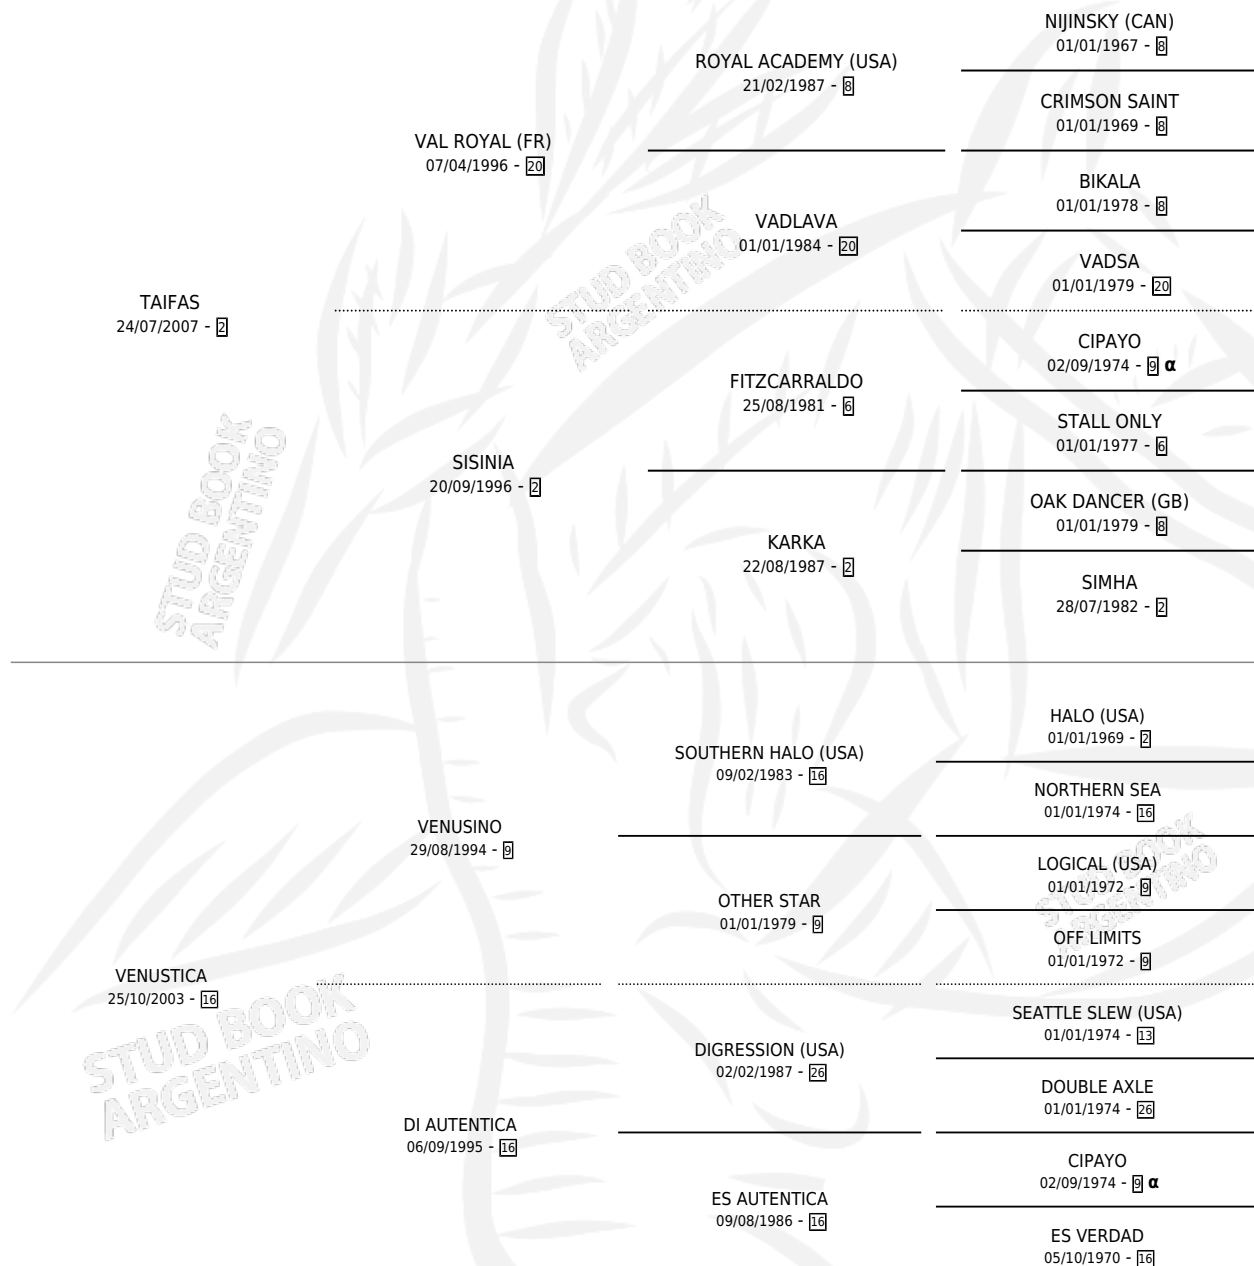 NIJINSKY (CAN)
01/01/1967 - 8
ROYAL ACADEMY (USA)
21/02/1987 - 8
CRIMSON SAINT
01/01/1969 - 8
VAL ROYAL (FR)
07/04/1996 - 20
BIKALA
01/01/1978 - 8
VADLAVA
01/01/1984 - 20
VADSA
01/01/1979 - 20
TAIFAS
24/07/2007 - 2
CIPAYO
02/09/1974 - 9 α
FITZCARRALDO
25/08/1981 - 6
STALL ONLY
01/01/1977 - 6
SISINIA
20/09/1996 - 2
OAK DANCER (GB)
01/01/1979 - 8
KARKA
22/08/1987 - 2
SIMHA
28/07/1982 - 2
STUD BOOK
ARGENTINO
STUD BOOK
ARGENTINO
HALO (USA)
01/01/1969 - 2
SOUTHERN HALO (USA)
09/02/1983 - 16
NORTHERN SEA
01/01/1974 - 16
VENUSINO
29/08/1994 - 9
LOGICAL (USA)
01/01/1972 - 9
OTHER STAR
01/01/1979 - 9
OFF LIMITS
01/01/1972 - 9
VENUSTICA
25/10/2003 - 16
SEATTLE SLEW (USA)
01/01/1974 - 13
DIGRESSION (USA)
02/02/1987 - 26
DOUBLE AXLE
01/01/1974 - 26
DI AUTENTICA
06/09/1995 - 16
CIPAYO
02/09/1974 - 9 α
ES AUTENTICA
09/08/1986 - 16
ES VERDAD
05/10/1970 - 16
STUD BOOK
ARGENTINO
STUD BOOK
ARGENTINO